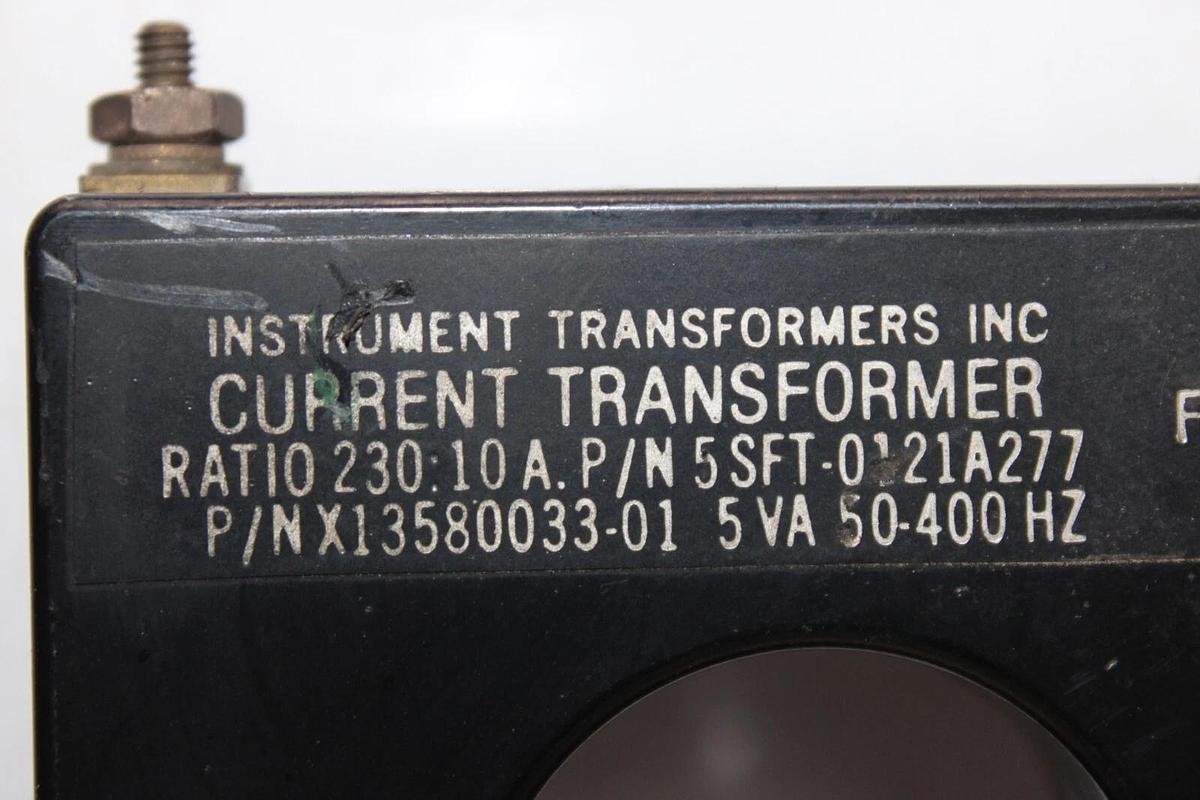 INSTRUMENT TRANSFORMERS INC
CURRENT TRANSFORMER
RATIO 230:10 A. P/N 5SFT-0121A277
P/N X13580033-01 5 VA 50-400 HZ